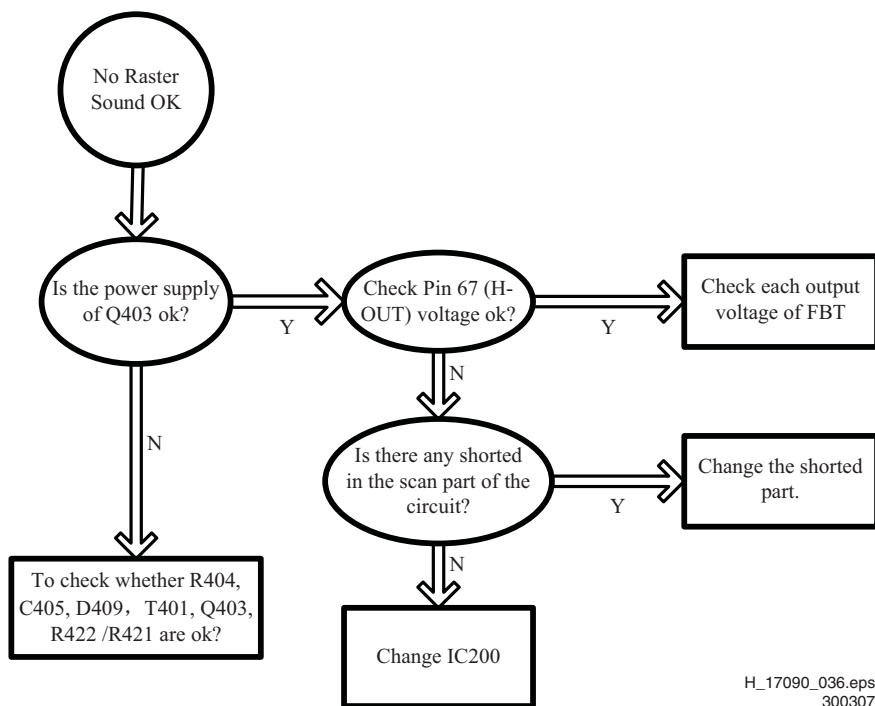 No Raster
Sound OK
Is the power supply
of Q403 ok?
Y
Check Pin 67 (H-
OUT) voltage ok?
Y
Check each output
voltage of FBT
N
N
Is there any shorted
in the scan part of the
circuit?
Y
Change the shorted
part.
To check whether R404,
C405, D409，T401, Q403,
R422 /R421 are ok?
N
Change IC200
H_17090_036.eps
300307